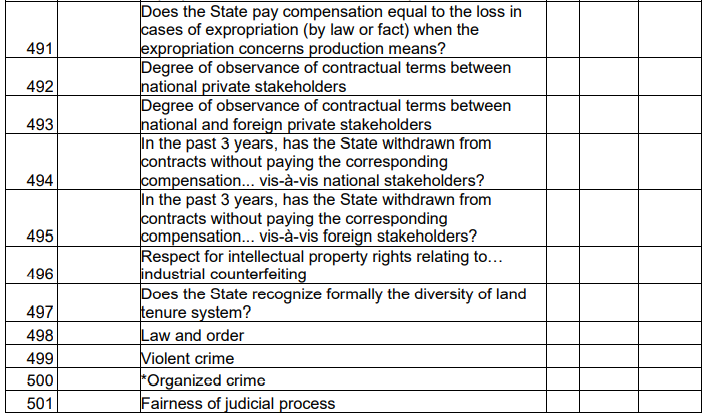 Does the State pay compensation equal to the loss in
cases of expropriation (by law or fact) when the
491 expropriation concerns production means?
Degree of observance of contractual terms between
492 national private stakeholders
Degree of observance of contractual terms between
493 national and foreign private stakeholders
In the past 3 years, has the State withdrawn from
contracts without paying the corresponding
494 compensation... vis-à-vis national stakeholders?
In the past 3 years, has the State withdrawn from
contracts without paying the corresponding
495 compensation... vis-à-vis foreign stakeholders?
Respect for intellectual property rights relating to…
496 industrial counterfeiting
Does the State recognize formally the diversity of land
497 tenure system?
498 Law and order
499 Violent crime
500 *Organized crime
501 Fairness of judicial process